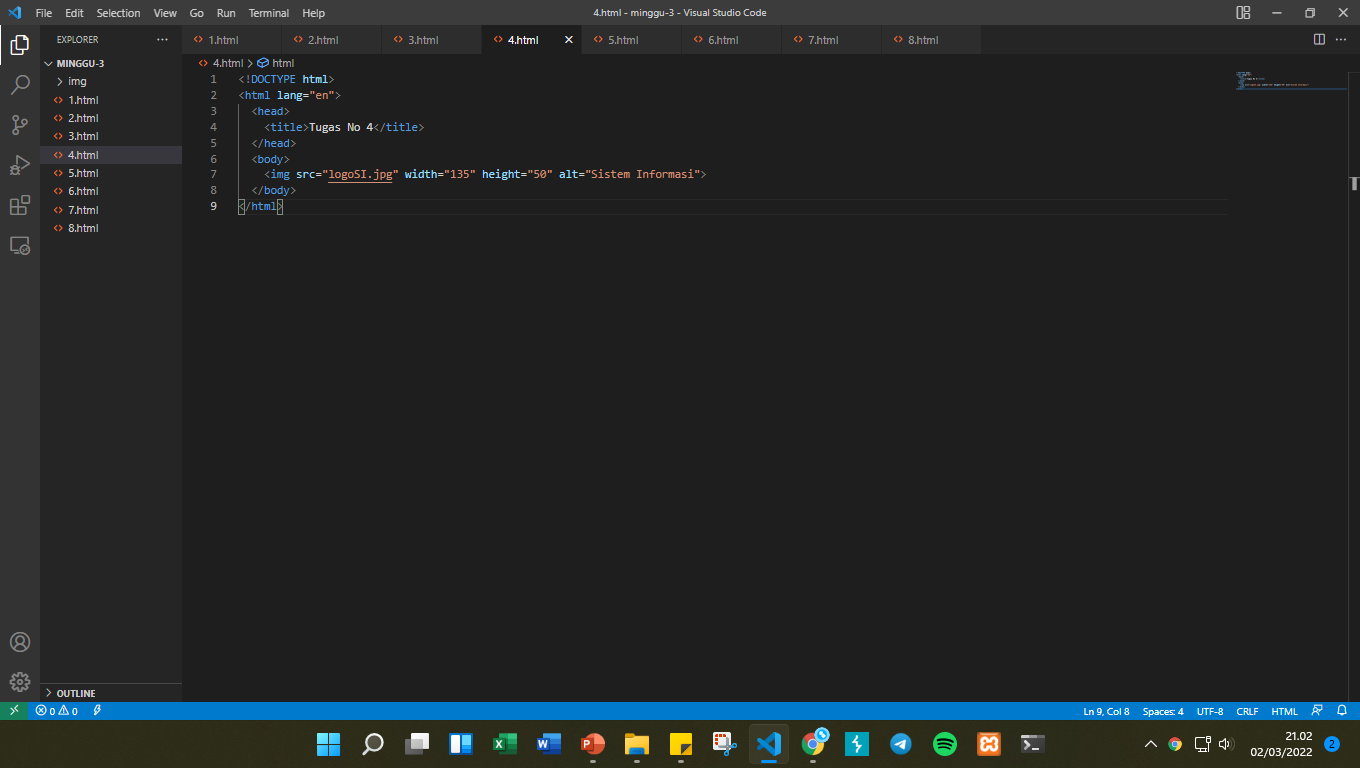 File Edit Selection View Go Run Terminal Help
4.html - minggu-3 - Visual Studio Code
EXPLORER
MINGGU-3
img
1.html
2.html
3.html
4.html
5.html
6.html
7.html
8.html
OUTLINE
1.html 2.html 3.html 4.html 5.html 6.html 7.html 8.html
4.html > html
1 <!DOCTYPE html>
2 <html lang="en">
3 <head>
4 <title>Tugas No 4</title>
5 </head>
6 <body>
7 <img src="logoSI.jpg" width="135" height="50" alt="Sistem Informasi">
8 </body>
9 </html>
0 0
Ln 9, Col 8 Spaces: 4 UTF-8 CRLF HTML
21.02
02/03/2022
2